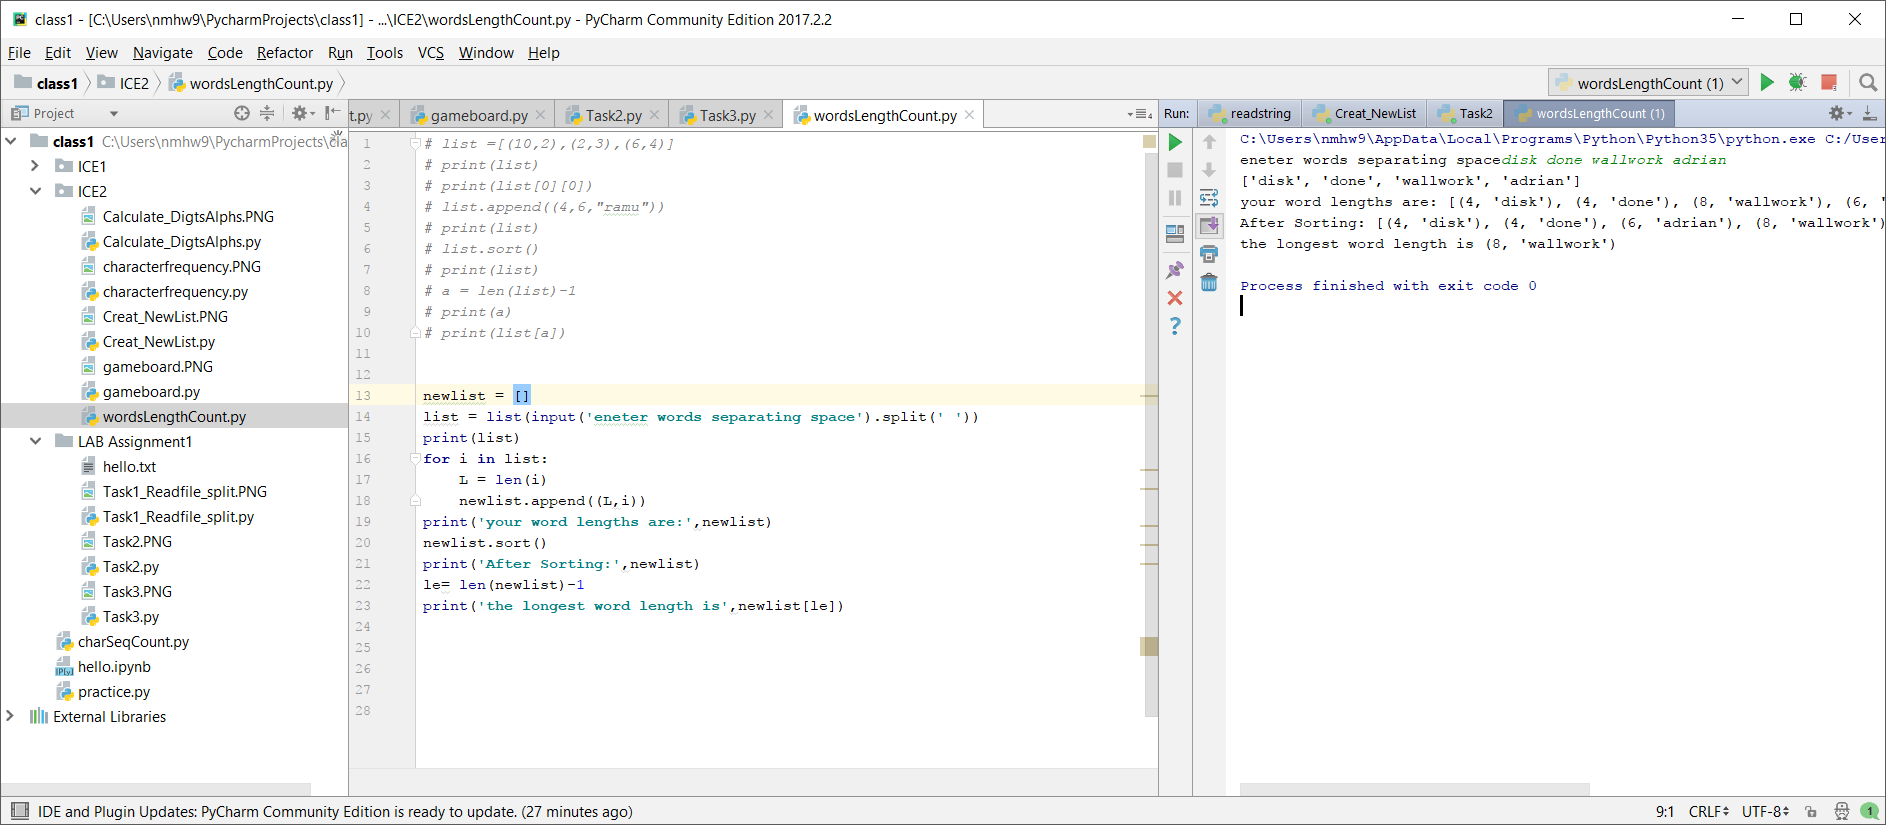 class1 - [C:\Users\nmhw9\PycharmProjects\class1] - ...\ICE2\wordsLengthCount.py - PyCharm Community Edition 2017.2.2
File Edit View Navigate Code Refactor Run Tools VCS Window Help
class1 ICE2 wordsLengthCount.py
wordsLengthCount (1)
Project
t.py gameboard.py Task2.py Task3.py wordsLengthCount.py
4
Run: readstring Creat_NewList Task2 wordsLengthCount (1)
class1 C:\Users\nmhw9\PycharmProjects\cla
ICE1
ICE2
Calculate_DigtsAlphs.PNG
Calculate_DigtsAlphs.py
characterfrequency.PNG
characterfrequency.py
Creat_NewList.PNG
Creat_NewList.py
gameboard.PNG
gameboard.py
wordsLengthCount.py
LAB Assignment1
hello.txt
Task1_Readfile_split.PNG
Task1_Readfile_split.py
Task2.PNG
Task2.py
Task3.PNG
Task3.py
charSeqCount.py
hello.ipynb
practice.py
External Libraries
1 # list =[(10,2),(2,3),(6,4)]
2 # print(list)
3 # print(list[0][0])
4 # list.append((4,6,"ramu"))
5 # print(list)
6 # list.sort()
7 # print(list)
8 # a = len(list)-1
9 # print(a)
10 # print(list[a])
11
12
13 newlist = []
14 list = list(input('eneter words separating space').split(' '))
15 print(list)
16 for i in list:
17 L = len(i)
18 newlist.append((L,i))
19 print('your word lengths are:',newlist)
20 newlist.sort()
21 print('After Sorting:',newlist)
22 le= len(newlist)-1
23 print('the longest word length is',newlist[le])
24
25
26
27
28
C:\Users\nmhw9\AppData\Local\Programs\Python\Python35\python.exe C:/User
eneter words separating spacedisk done wallwork adrian
['disk', 'done', 'wallwork', 'adrian']
your word lengths are: [(4, 'disk'), (4, 'done'), (8, 'wallwork'), (6, '
After Sorting: [(4, 'disk'), (4, 'done'), (6, 'adrian'), (8, 'wallwork')
the longest word length is (8, 'wallwork')
Process finished with exit code 0
IDE and Plugin Updates: PyCharm Community Edition is ready to update. (27 minutes ago)
9:1 CRLF UTF-8 1